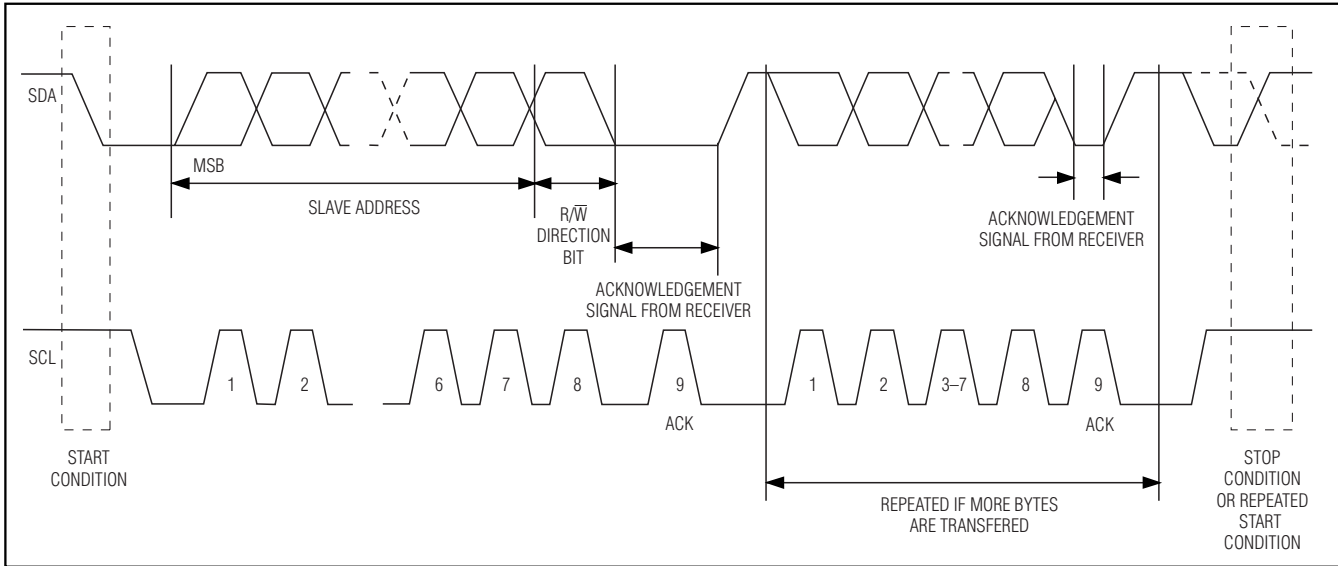 SDA
MSB
SLAVE ADDRESS
R/W̅
DIRECTION
BIT
ACKNOWLEDGEMENT
SIGNAL FROM RECEIVER
ACKNOWLEDGEMENT
SIGNAL FROM RECEIVER
SCL
1
2
6
7
8
9
ACK
1
2
3–7
8
9
ACK
START
CONDITION
REPEATED IF MORE BYTES
ARE TRANSFERED
STOP
CONDITION
OR REPEATED
START
CONDITION